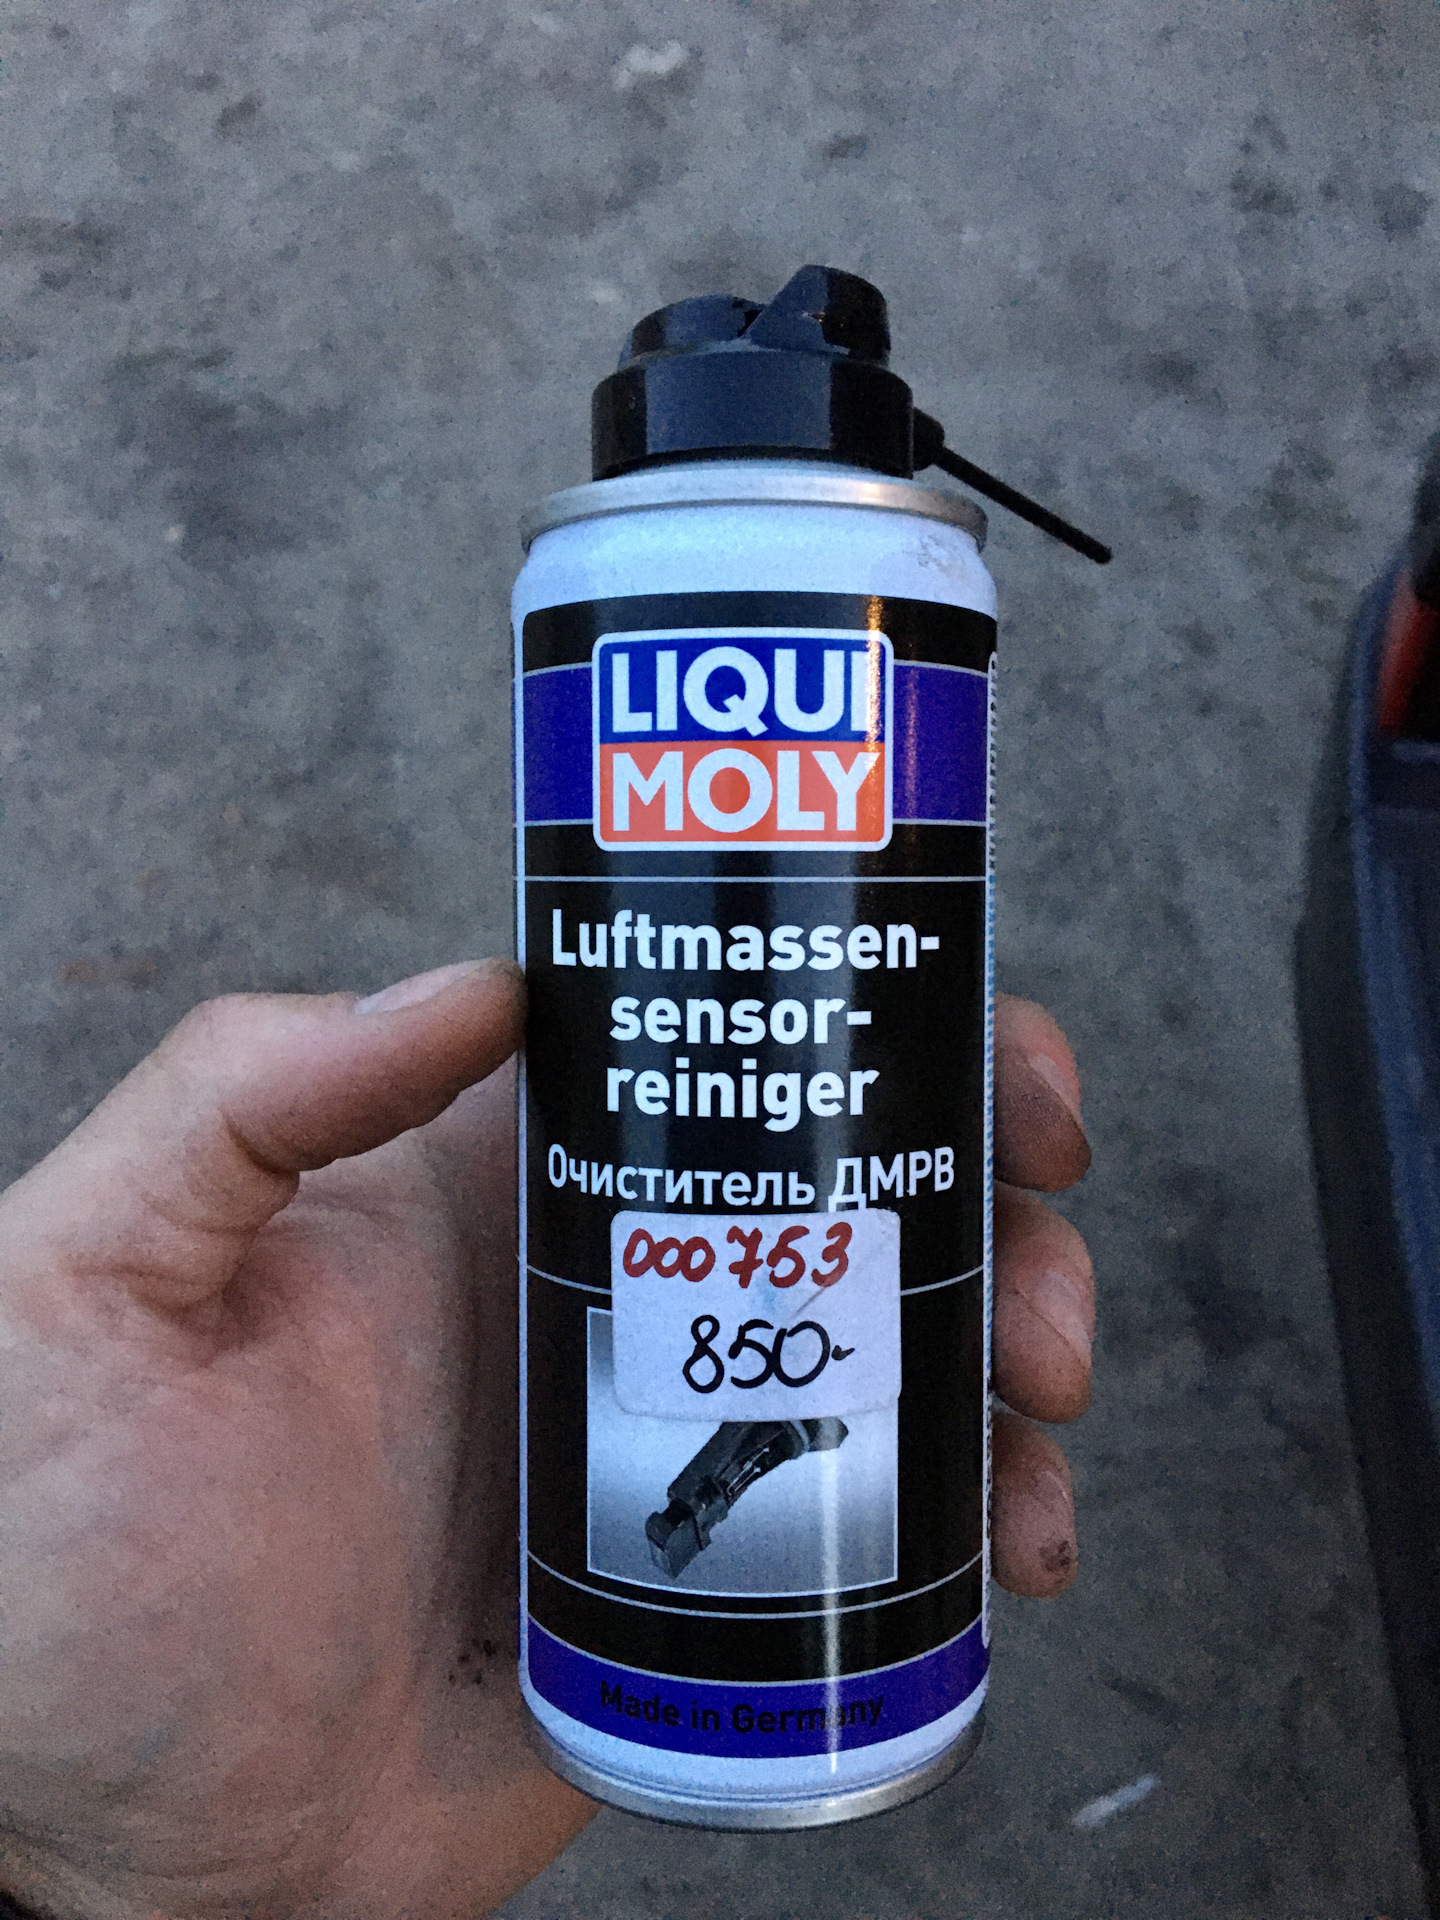 LIQUI
MOLY
Luftmassen-
sensor-
reiniger
Очиститель ДМРВ
000753
850-
Made in Germany